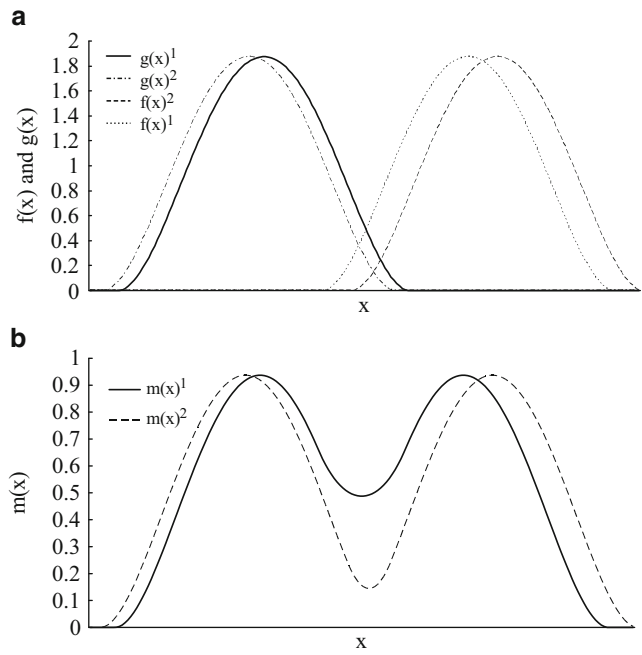 a
f(x) and g(x)
2
1.8
1.6
1.4
1.2
1
0.8
0.6
0.4
0.2
0
g(x)¹
g(x)²
f(x)²
f(x)¹
x
b
m(x)
1
0.9
0.8
0.7
0.6
0.5
0.4
0.3
0.2
0.1
0
m(x)¹
m(x)²
x